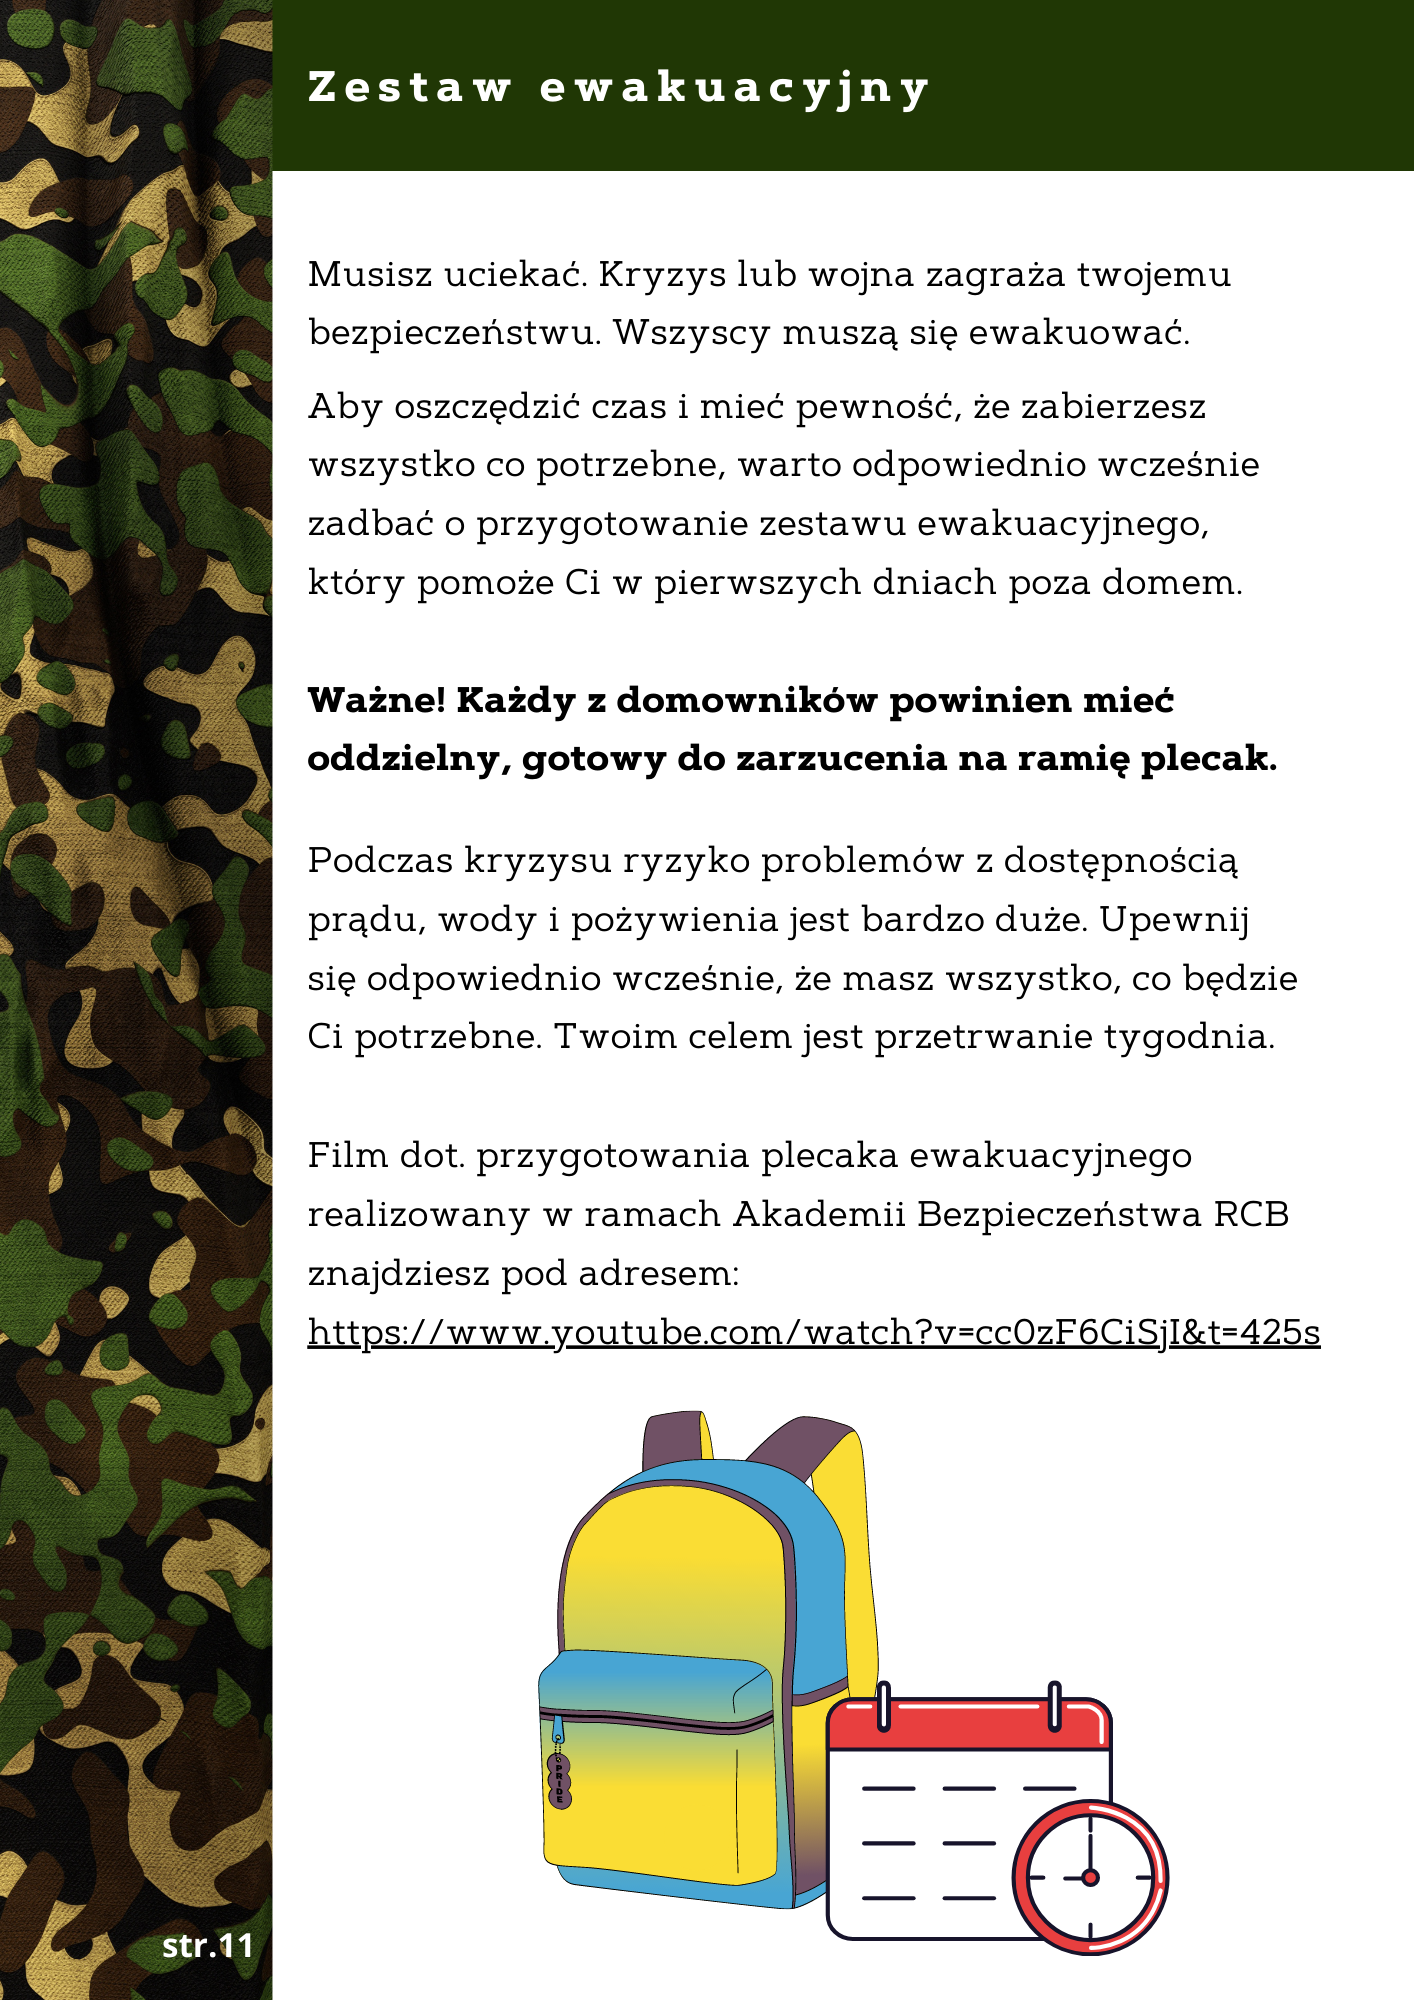 Zestaw ewakuacyjny
Musisz uciekać. Kryzys lub wojna zagraża twojemu
bezpieczeństwu. Wszyscy muszą się ewakuować.
Aby oszczędzić czas i mieć pewność, że zabierzesz
wszystko co potrzebne, warto odpowiednio wcześnie
zadbać o przygotowanie zestawu ewakuacyjnego,
który pomoże Ci w pierwszych dniach poza domem.
Ważne! Każdy z domowników powinien mieć
oddzielny, gotowy do zarzucenia na ramię plecak.
Podczas kryzysu ryzyko problemów z dostępnością
prądu, wody i pożywienia jest bardzo duże. Upewnij
się odpowiednio wcześnie, że masz wszystko, co będzie
Ci potrzebne. Twoim celem jest przetrwanie tygodnia.
Film dot. przygotowania plecaka ewakuacyjnego
realizowany w ramach Akademii Bezpieczeństwa RCB
znajdziesz pod adresem:
https://www.youtube.com/watch?v=cc0zF6CiSjI&t=425s
PRIDE
str.11